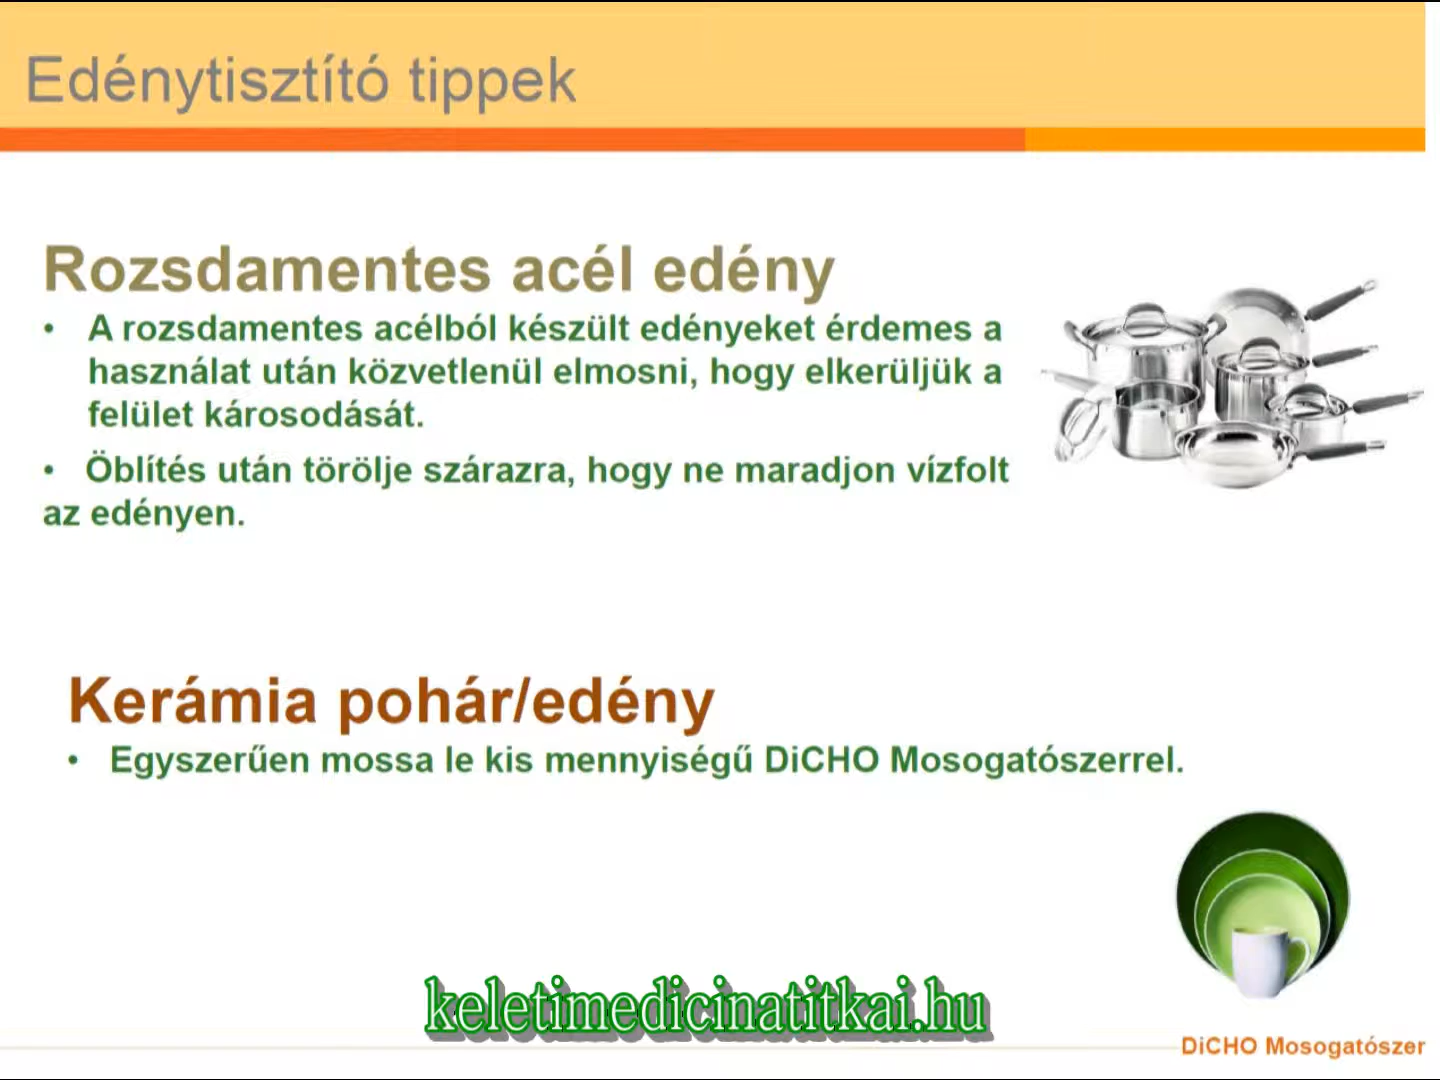 Edénytisztító tippek
Rozsdamentes acél edény
• A rozsdamentes acélból készült edényeket érdemes a
használat után közvetlenül elmosni, hogy elkerüljük a
felület károsodását.
• Öblítés után törölje szárazra, hogy ne maradjon vízfolt
az edényen.
Kerámia pohár/edény
• Egyszerűen mossa le kis mennyiségű DiCHO Mosogatószerrel.
keletimedicinatitkai.hu
DiCHO Mosogatószer